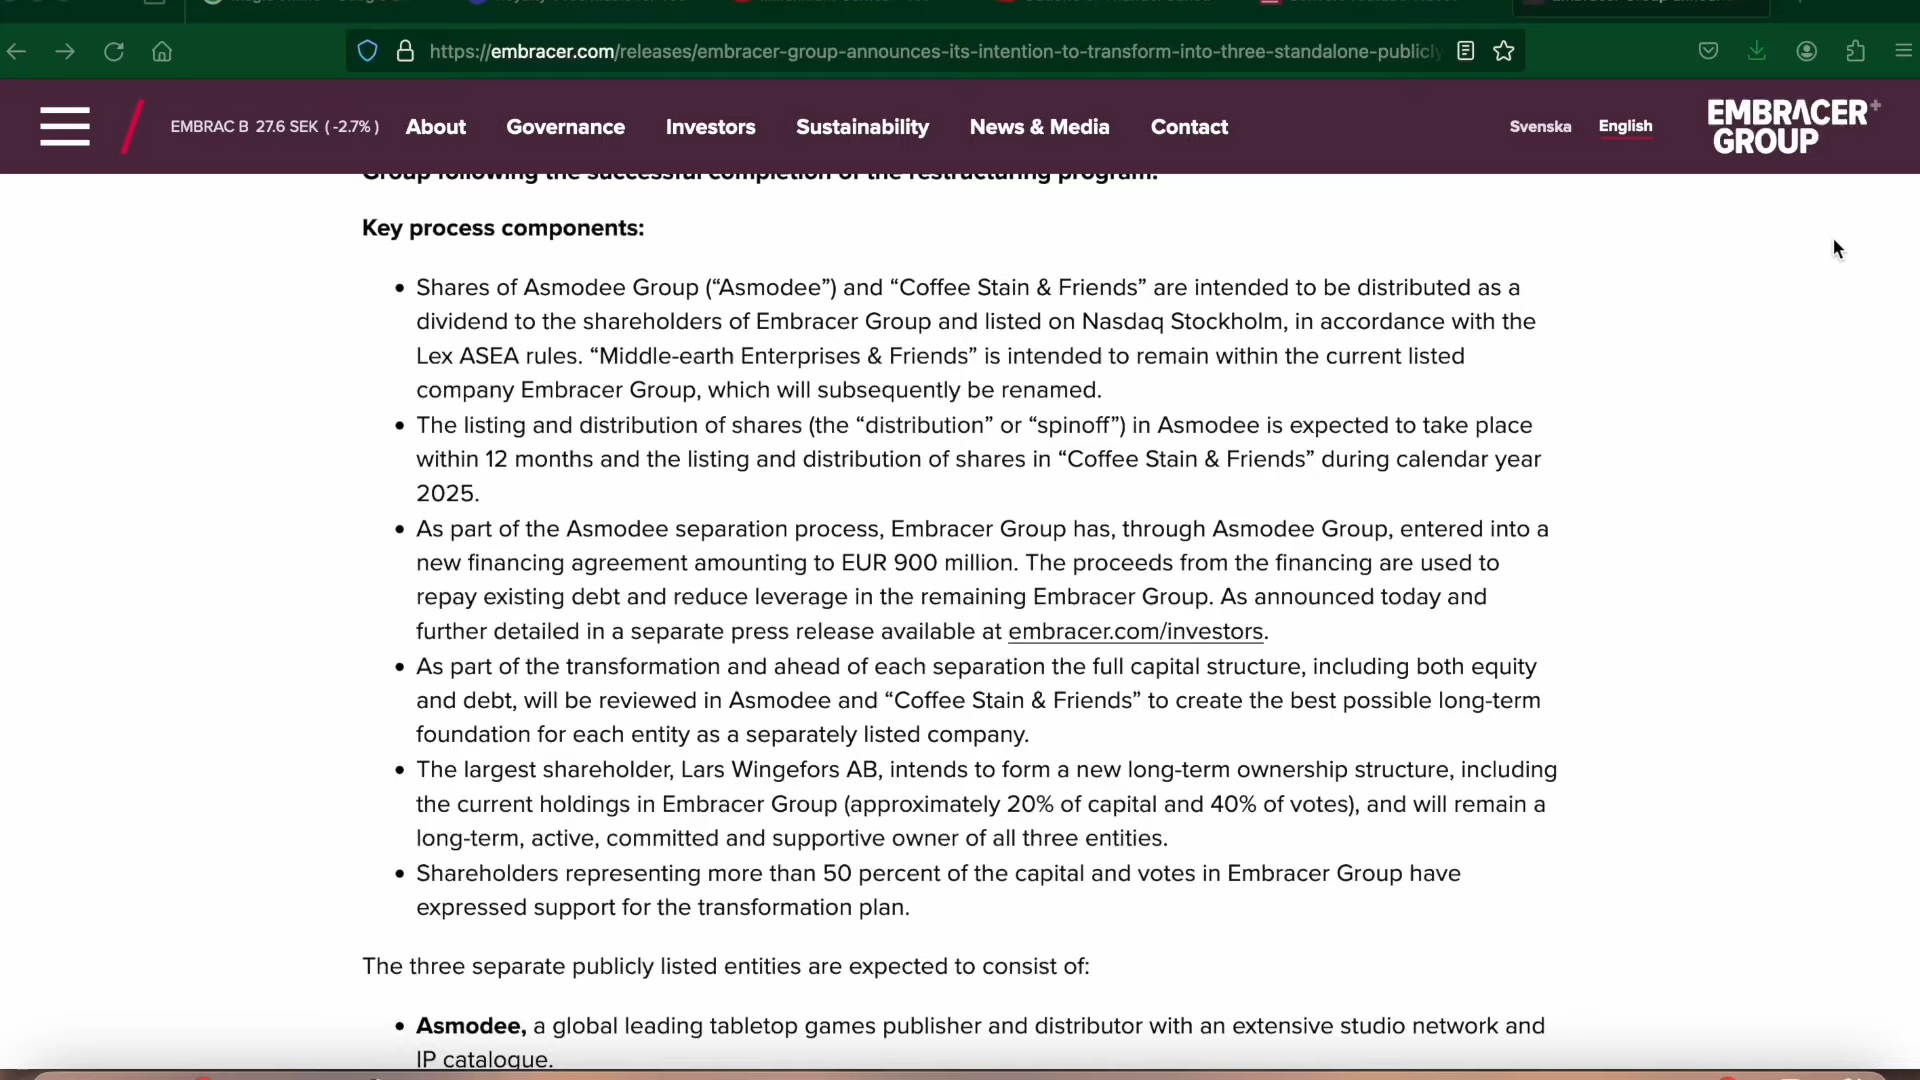 https://embracer.com/releases/embracer-group-announces-its-intention-to-transform-into-three-standalone-publicly
EMBRAC B 27.6 SEK ( -2.7% )
About
Governance
Investors
Sustainability
News & Media
Contact
Svenska
English
EMBRACER+
GROUP
Group following the successful completion of the restructuring program.
Key process components:
• Shares of Asmodee Group (“Asmodee”) and “Coffee Stain & Friends” are intended to be distributed as a
dividend to the shareholders of Embracer Group and listed on Nasdaq Stockholm, in accordance with the
Lex ASEA rules. “Middle-earth Enterprises & Friends” is intended to remain within the current listed
company Embracer Group, which will subsequently be renamed.
• The listing and distribution of shares (the “distribution” or “spinoff”) in Asmodee is expected to take place
within 12 months and the listing and distribution of shares in “Coffee Stain & Friends” during calendar year
2025.
• As part of the Asmodee separation process, Embracer Group has, through Asmodee Group, entered into a
new financing agreement amounting to EUR 900 million. The proceeds from the financing are used to
repay existing debt and reduce leverage in the remaining Embracer Group. As announced today and
further detailed in a separate press release available at embracer.com/investors.
• As part of the transformation and ahead of each separation the full capital structure, including both equity
and debt, will be reviewed in Asmodee and “Coffee Stain & Friends” to create the best possible long-term
foundation for each entity as a separately listed company.
• The largest shareholder, Lars Wingefors AB, intends to form a new long-term ownership structure, including
the current holdings in Embracer Group (approximately 20% of capital and 40% of votes), and will remain a
long-term, active, committed and supportive owner of all three entities.
• Shareholders representing more than 50 percent of the capital and votes in Embracer Group have
expressed support for the transformation plan.
The three separate publicly listed entities are expected to consist of:
• Asmodee, a global leading tabletop games publisher and distributor with an extensive studio network and
IP catalogue.